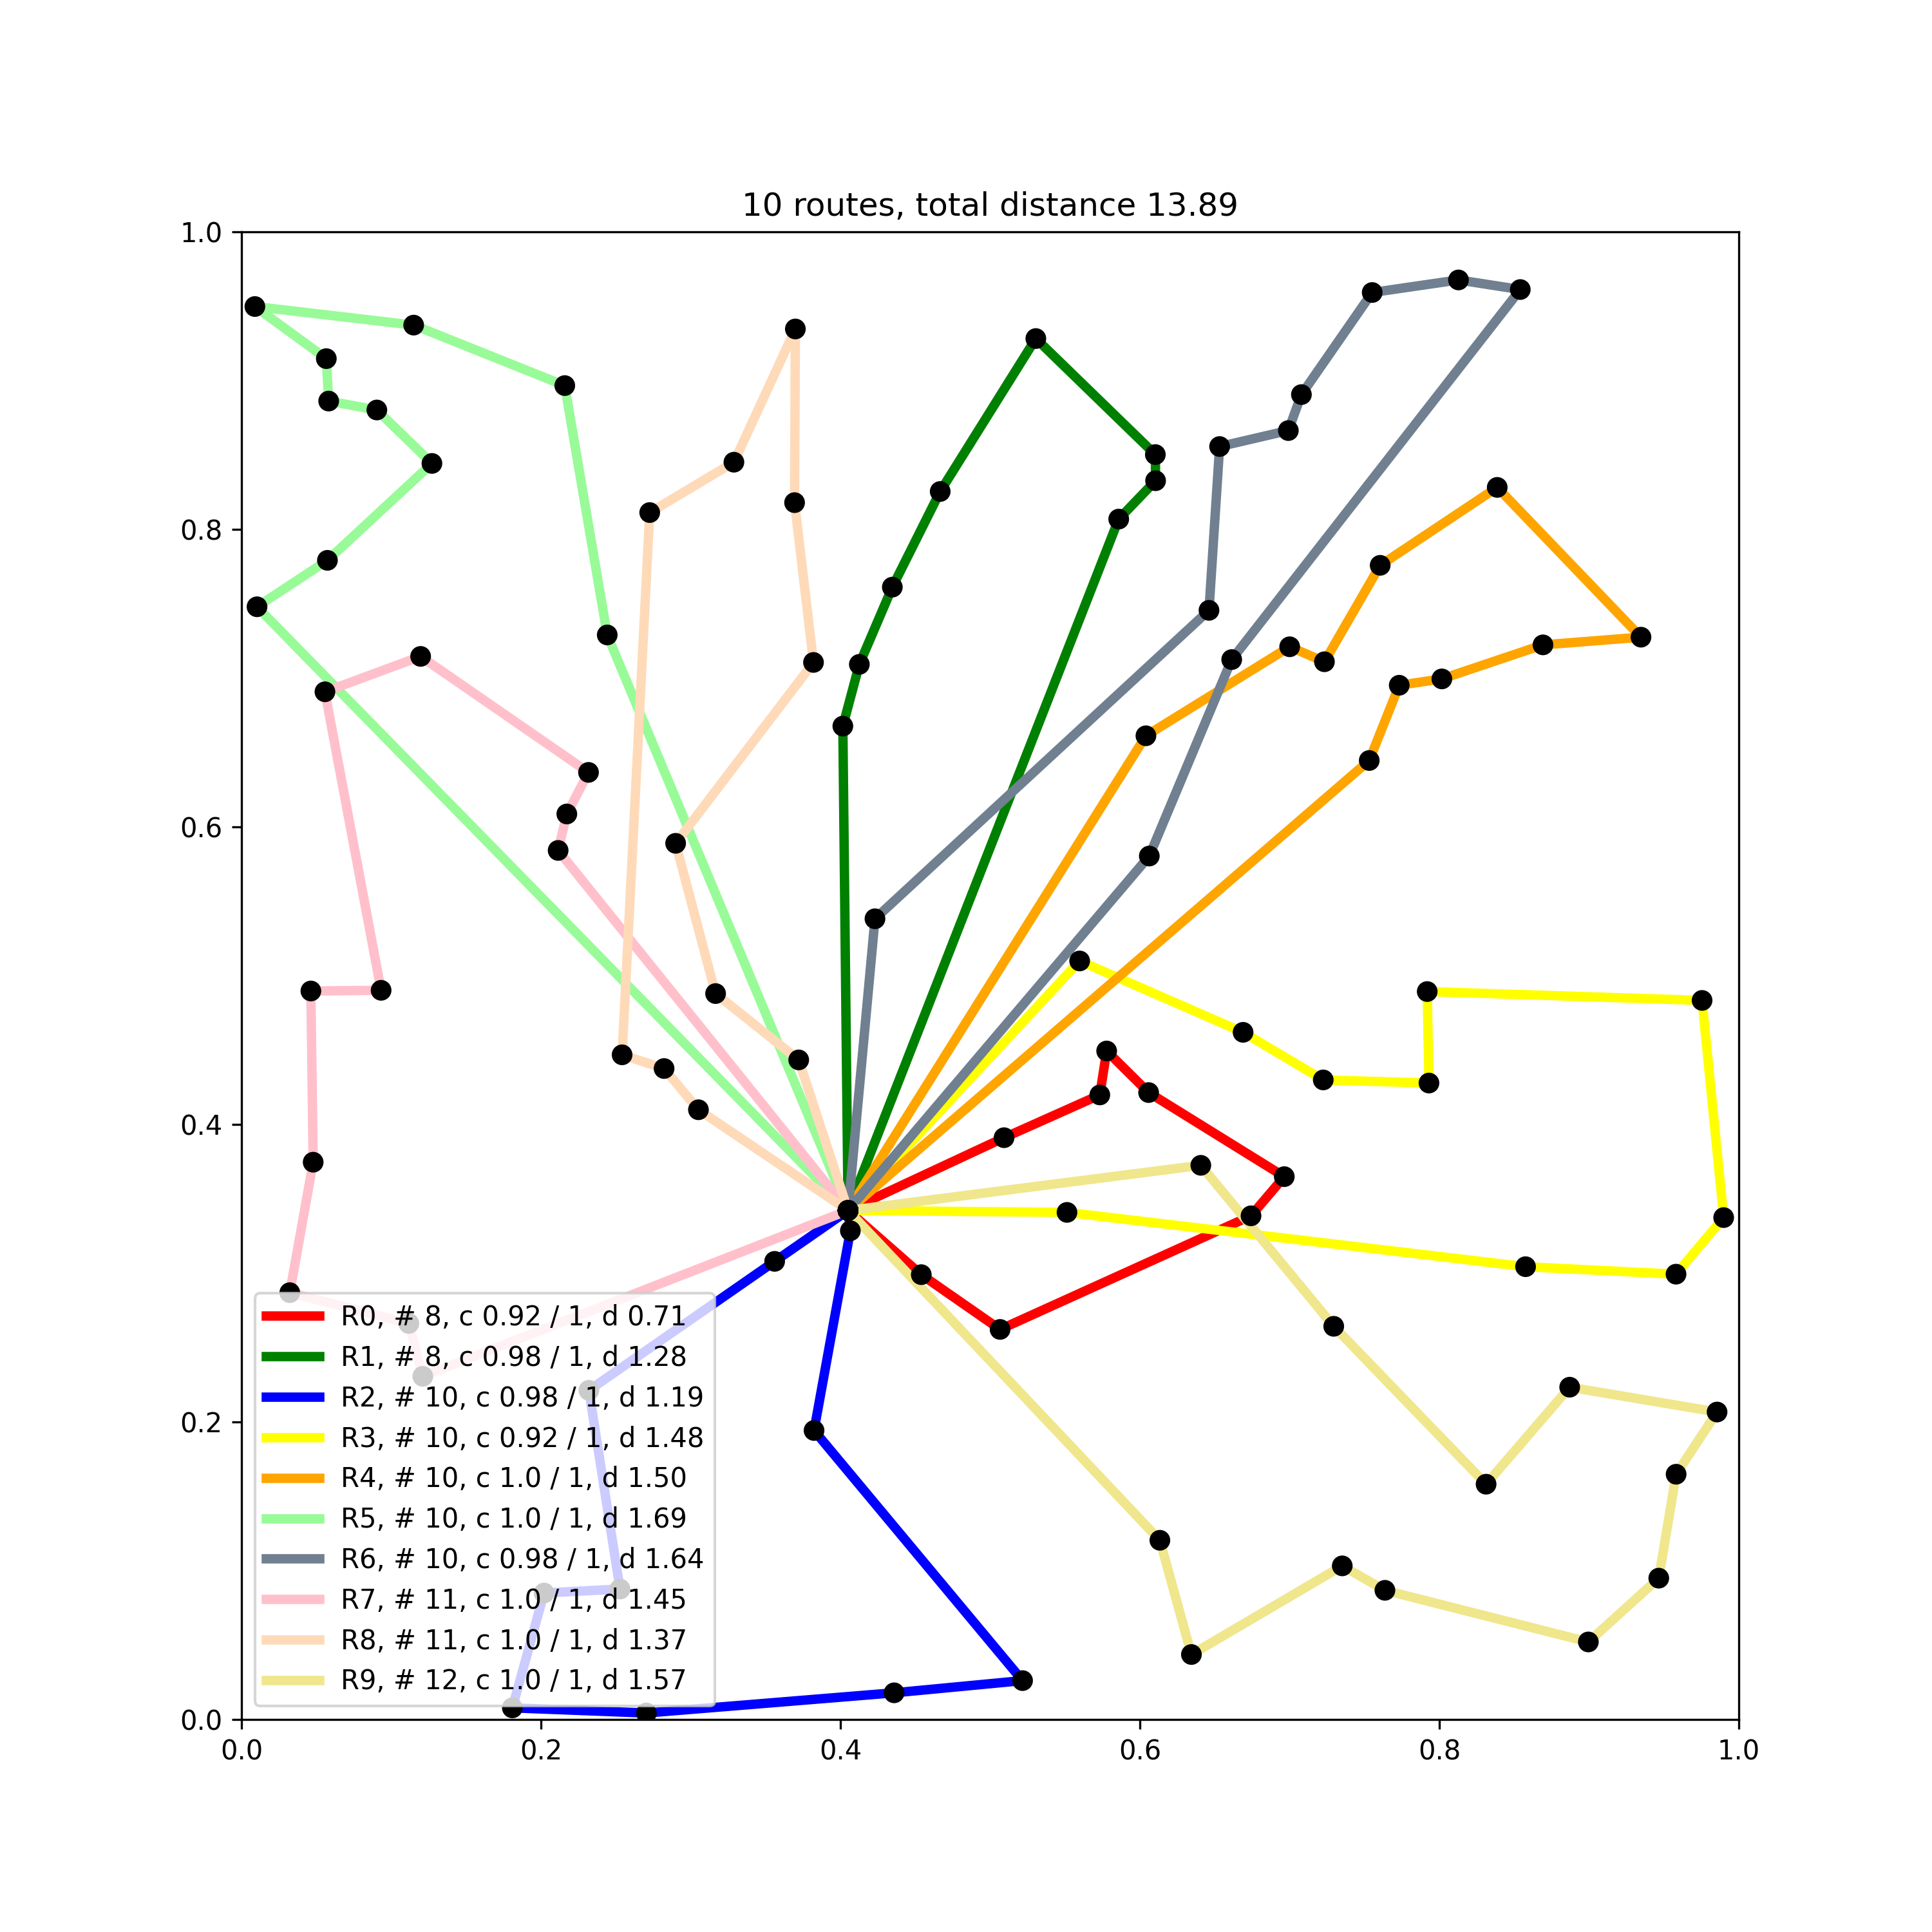 10 routes, total distance 13.89
1.0
0.8
0.6
0.4
0.2
0.0
R0, # 8, c 0.92 / 1, d 0.71
R1, # 8, c 0.98 / 1, d 1.28
R2, # 10, c 0.98 / 1, d 1.19
R3, # 10, c 0.92 / 1, d 1.48
R4, # 10, c 1.0 / 1, d 1.50
R5, # 10, c 1.0 / 1, d 1.69
R6, # 10, c 0.98 / 1, d 1.64
R7, # 11, c 1.0 / 1, d 1.45
R8, # 11, c 1.0 / 1, d 1.37
R9, # 12, c 1.0 / 1, d 1.57
0.0 0.2 0.4 0.6 0.8 1.0